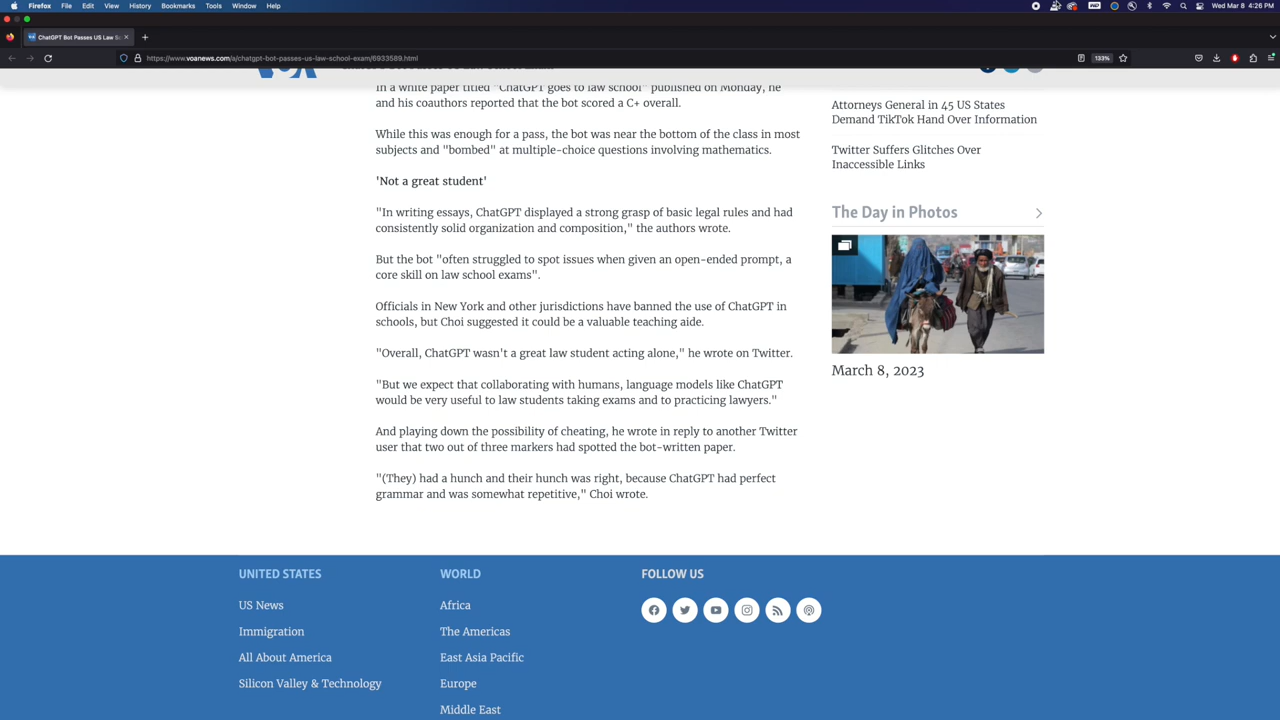 Firefox File Edit View History Bookmarks Tools Window Help
Wed Mar 8 4:26 PM
ChatGPT Bot Passes US Law Sc
https://www.voanews.com/a/chatgpt-bot-passes-us-law-school-exam/6933589.html
133%
In a white paper titled "ChatGPT goes to law school" published on Monday, he
and his coauthors reported that the bot scored a C+ overall.
While this was enough for a pass, the bot was near the bottom of the class in most
subjects and "bombed" at multiple-choice questions involving mathematics.
'Not a great student'
"In writing essays, ChatGPT displayed a strong grasp of basic legal rules and had
consistently solid organization and composition," the authors wrote.
But the bot "often struggled to spot issues when given an open-ended prompt, a
core skill on law school exams".
Officials in New York and other jurisdictions have banned the use of ChatGPT in
schools, but Choi suggested it could be a valuable teaching aide.
"Overall, ChatGPT wasn't a great law student acting alone," he wrote on Twitter.
"But we expect that collaborating with humans, language models like ChatGPT
would be very useful to law students taking exams and to practicing lawyers."
And playing down the possibility of cheating, he wrote in reply to another Twitter
user that two out of three markers had spotted the bot-written paper.
"(They) had a hunch and their hunch was right, because ChatGPT had perfect
grammar and was somewhat repetitive," Choi wrote.
Attorneys General in 45 US States
Demand TikTok Hand Over Information
Twitter Suffers Glitches Over
Inaccessible Links
The Day in Photos
March 8, 2023
UNITED STATES
US News
Immigration
All About America
Silicon Valley & Technology
WORLD
Africa
The Americas
East Asia Pacific
Europe
Middle East
FOLLOW US